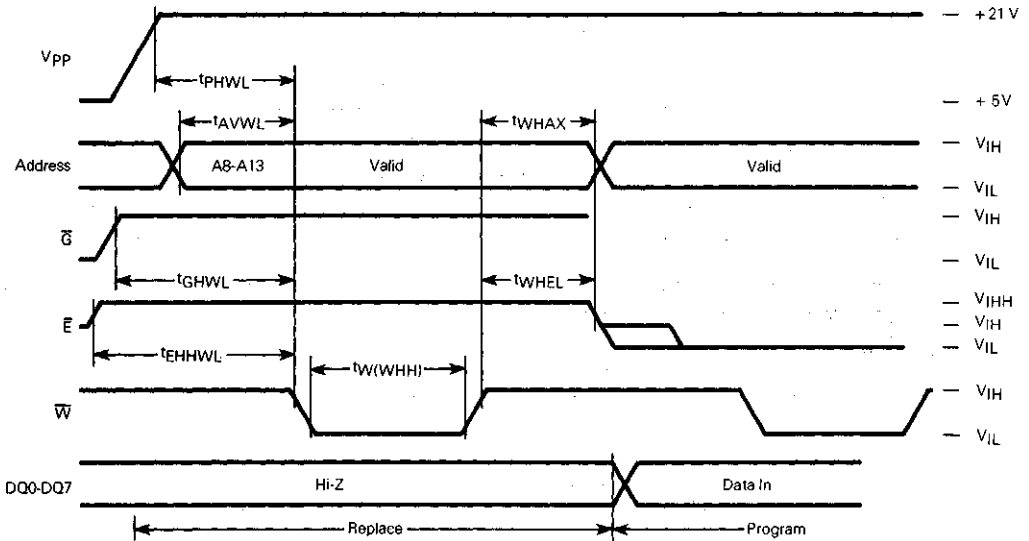 +21 V
VPP
tPHWL
+5V
tAVWL
tWHAX
VIH
Address
A8-A13
Valid
Valid
VIL
VIH
G̅
VIL
tGHWL
tWHEL
VIHH
E̅
VIH
VIL
tEHHWL
tW(WHH)
VIH
W̅
VIL
DQ0-DQ7
Hi-Z
Data In
Replace
Program